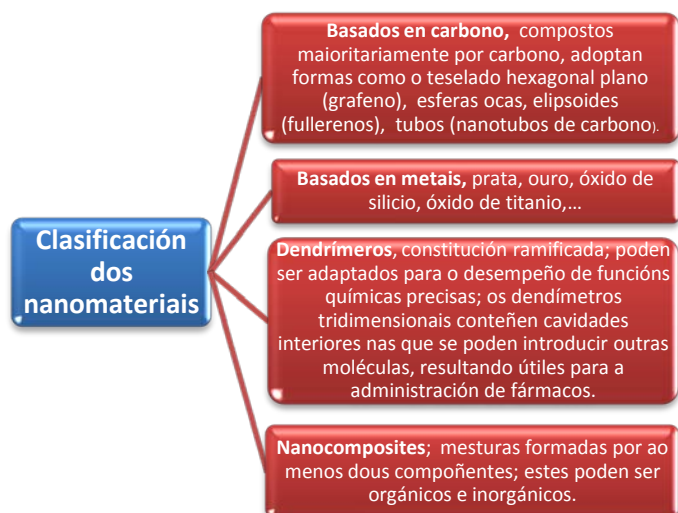 Clasificación
dos
nanomateriais
Basados en carbono, compostos
maioritariamente por carbono, adoptan
formas como o teselado hexagonal plano
(grafeno), esferas ocas, elipsoides
(fullerenos), tubos (nanotubos de carbono).
Basados en metais, prata, ouro, óxido de
silicio, óxido de titanio,...
Dendrímeros, constitución ramificada; poden
ser adaptados para o desempeño de funcións
químicas precisas; os dendímetros
tridimensionais conteñen cavidades
interiores nas que se poden introducir outras
moléculas, resultando útiles para a
administración de fármacos.
Nanocomposites; mesturas formadas por ao
menos dous compoñentes; estes poden ser
orgánicos e inorgánicos.